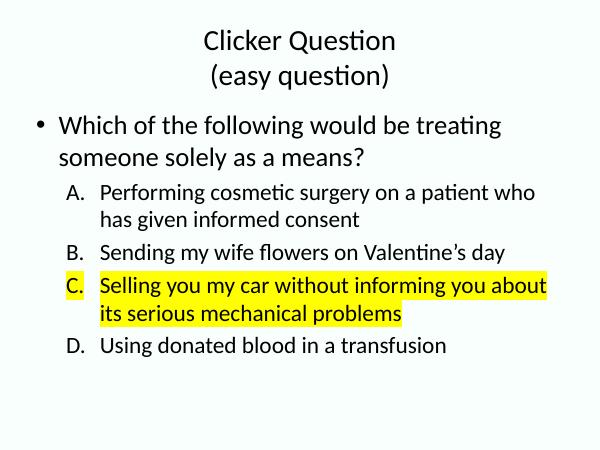 Clicker Question
(easy question)
• Which of the following would be treating
someone solely as a means?
A. Performing cosmetic surgery on a patient who
has given informed consent
B. Sending my wife flowers on Valentine’s day
C. Selling you my car without informing you about
its serious mechanical problems
D. Using donated blood in a transfusion